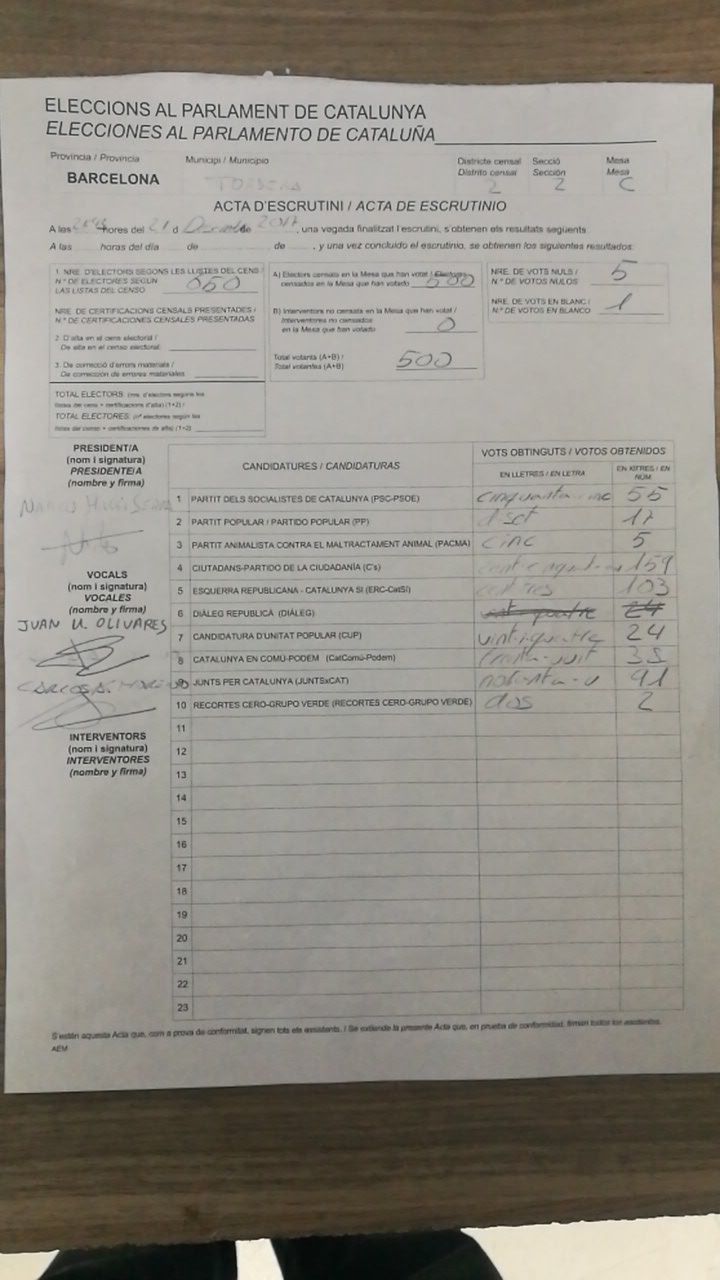 ELECCIONS AL PARLAMENT DE CATALUNYA
ELECCIONES AL PARLAMENTO DE CATALUÑA
Província / Provincia Municipi / Municipio Districte censal Secció Mesa
Distrito censal Sección Mesa
BARCELONA TORDERA 2 2 C
ACTA D'ESCRUTINI / ACTA DE ESCRUTINIO
A les hores del 21 d de 2017, una vegada finalitzat l'escrutini, s'obtenen els resultats següents:
A las horas del día de de , y una vez concluido el escrutinio, se obtienen los siguientes resultados:
1. NRE. D'ELECTORS SEGONS LES LLISTES DEL CENS /
N.º DE ELECTORES SEGÚN
LAS LISTAS DEL CENSO
NRE. DE CERTIFICACIONS CENSALS PRESENTADES /
N.º DE CERTIFICACIONES CENSALES PRESENTADAS
2. D'alta en el cens electoral /
De alta en el censo electoral:
3. De correcció d'errors materials /
De corrección de errores materiales
TOTAL ELECTORS: (nre. d'electors segons les
llistes del cens + certificacions d'alta) (1+2) /
TOTAL ELECTORES: (nº electores según las
listas del censo + certificaciones de alta) (1+2)
A) Electors censats en la Mesa que han votat / Electores
censados en la Mesa que han votado 500
B) Interventors no censats en la Mesa que han votat /
Interventores no censados
en la Mesa que han votado 0
Total votants (A+B) /
Total votantes (A+B) 500
NRE. DE VOTS NULS /
N.º DE VOTOS NULOS 5
NRE. DE VOTS EN BLANC /
N.º DE VOTOS EN BLANCO 1
PRESIDENT/A
(nom i signatura)
PRESIDENTE/A
(nombre y firma)
VOCALS
(nom i signatura)
VOCALES
(nombre y firma)
JUAN M. OLIVARES
CARLOS A. MORENO
INTERVENTORS
(nom i signatura)
INTERVENTORES
(nombre y firma)
CANDIDATURES / CANDIDATURAS VOTS OBTINGUTS / VOTOS OBTENIDOS
EN LLETRES / EN LETRA EN XIFRES / EN NÚM.
1 PARTIT DELS SOCIALISTES DE CATALUNYA (PSC-PSOE) cinquanta-cinc 55
2 PARTIT POPULAR / PARTIDO POPULAR (PP) disset 17
3 PARTIT ANIMALISTA CONTRA EL MALTRACTAMENT ANIMAL (PACMA) cinc 5
4 CIUTADANS-PARTIDO DE LA CIUDADANÍA (C's) 159
5 ESQUERRA REPUBLICANA - CATALUNYA SÍ (ERC-CatSí) cent tres 103
6 DIÀLEG REPUBLICÀ (DIÀLEG)
7 CANDIDATURA D'UNITAT POPULAR (CUP) vint-i-quatre 24
8 CATALUNYA EN COMÚ-PODEM (CatComú-Podem) trenta-vuit 38
9 JUNTS PER CATALUNYA (JUNTSxCAT) noranta-u 91
10 RECORTES CERO-GRUPO VERDE (RECORTES CERO-GRUPO VERDE) dos 2
11
12
13
14
15
16
17
18
19
20
21
22
23
S'estén aquesta Acta que, com a prova de conformitat, signen tots els assistents. / Se extiende la presente Acta que, en prueba de conformidad, firman todos los asistentes.
AEM